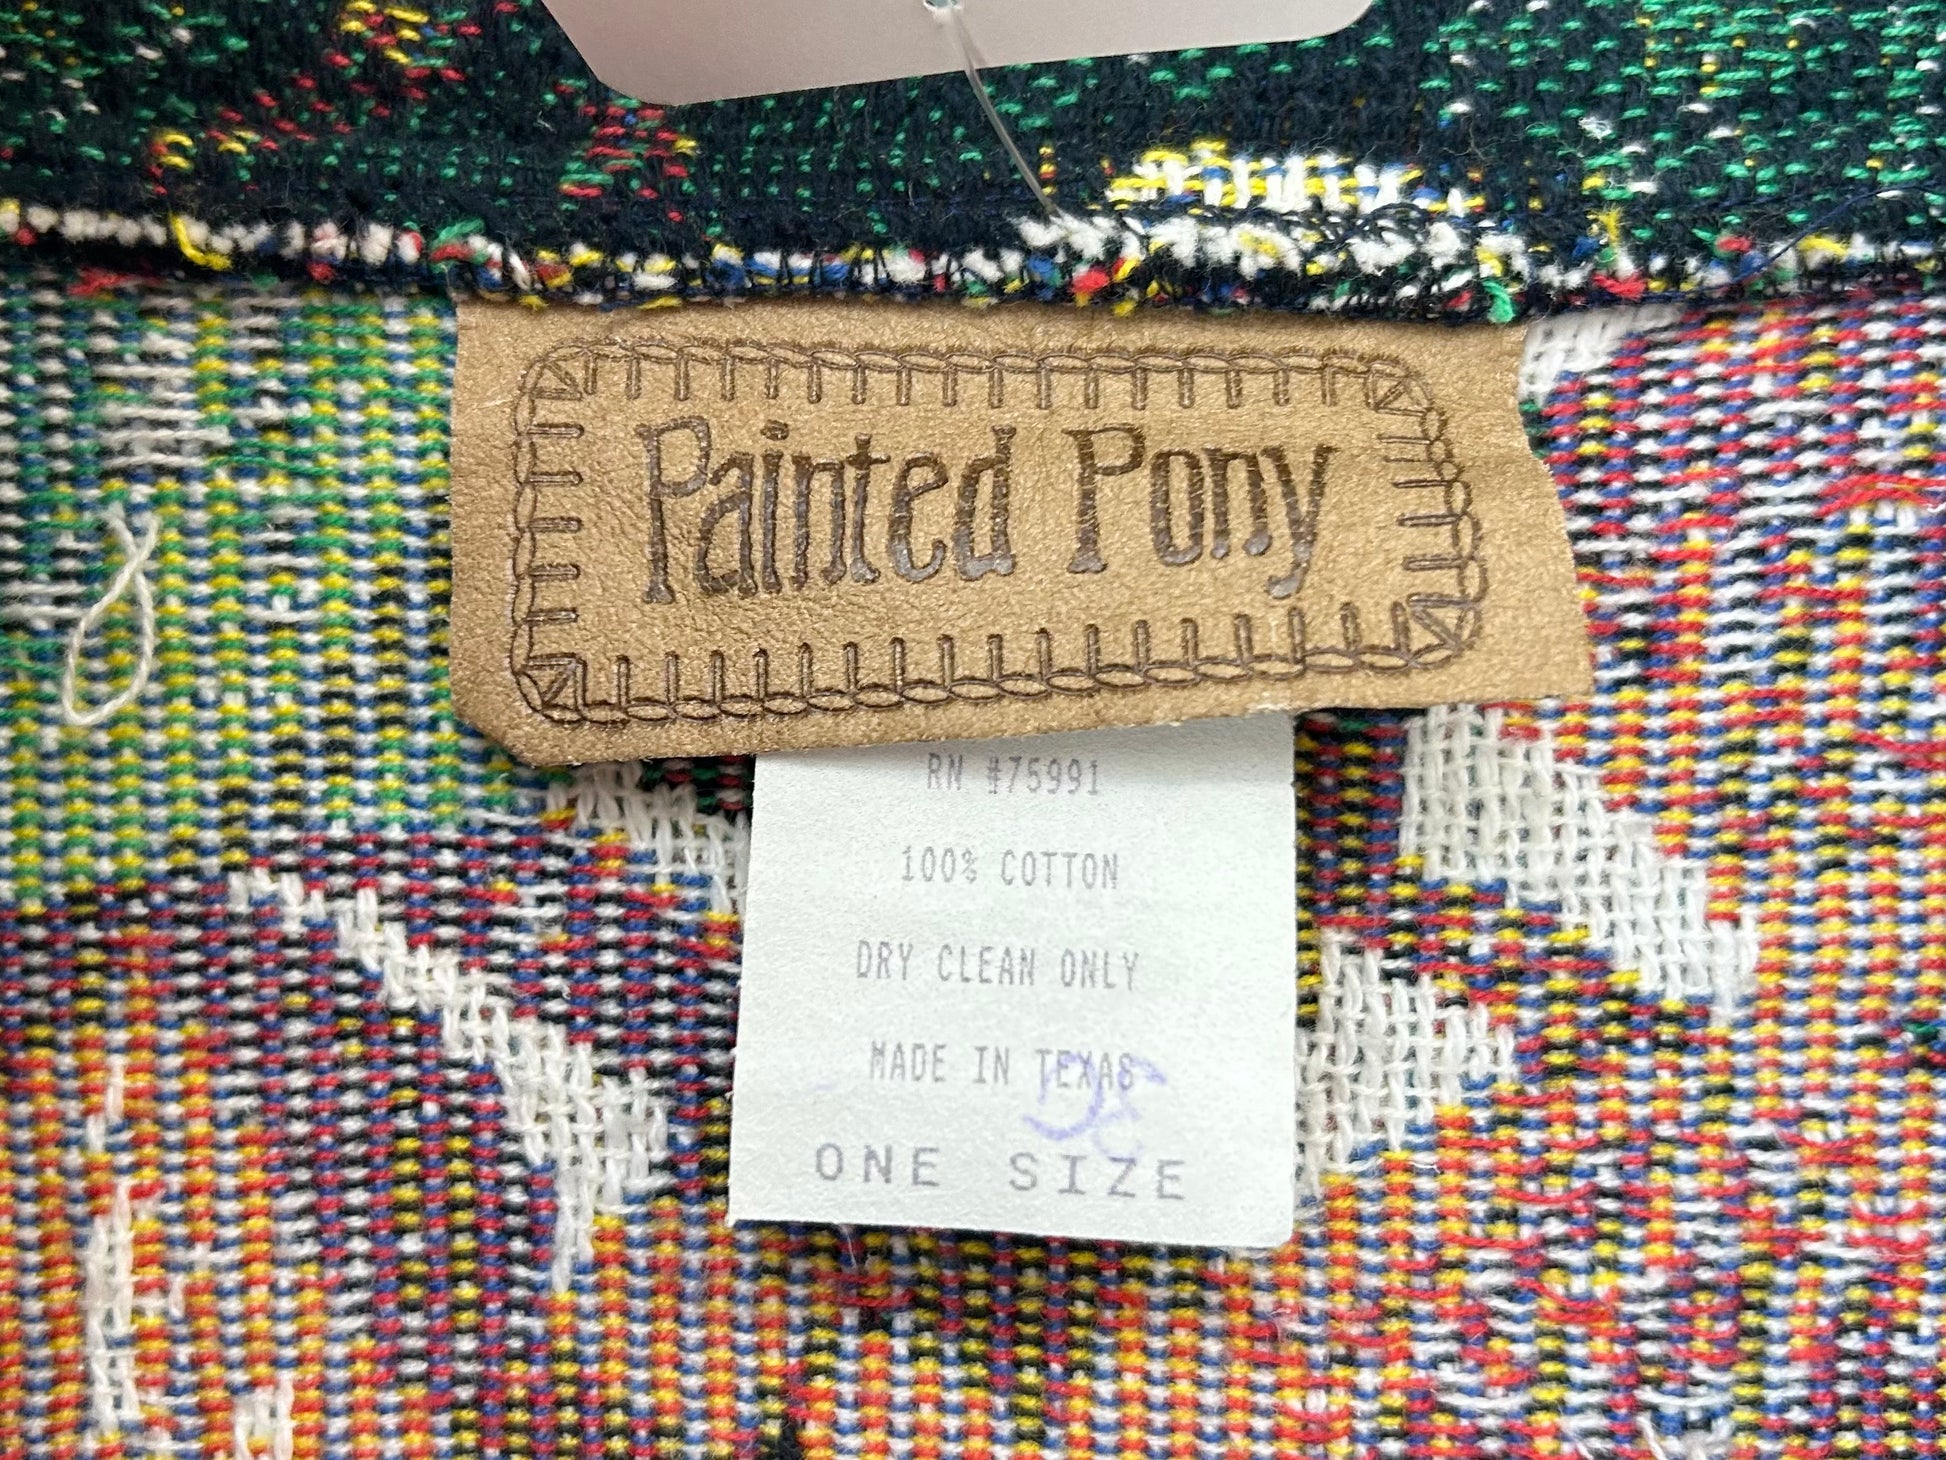 Painted Pony
RN #75991
100% COTTON
DRY CLEAN ONLY
MADE IN TEXAS
ONE SIZE